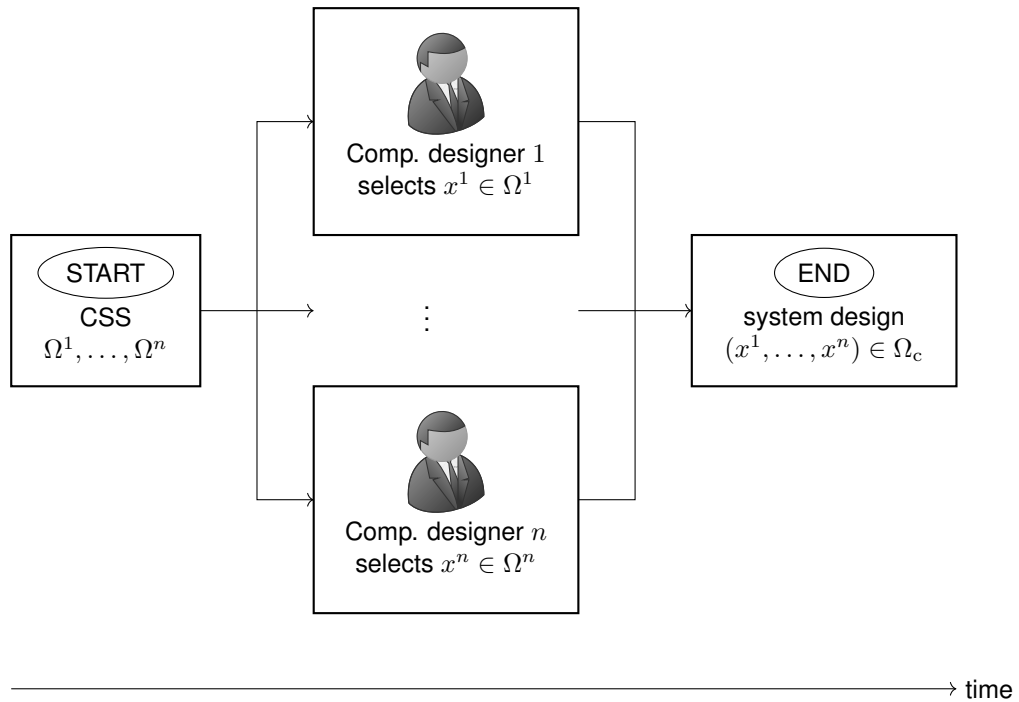 Comp. designer 1
selects x¹ ∈ Ω¹
START
CSS
Ω¹, . . . , Ωⁿ
⋮
END
system design
(x¹, . . . , xⁿ) ∈ Ω_c
Comp. designer n
selects xⁿ ∈ Ωⁿ
time